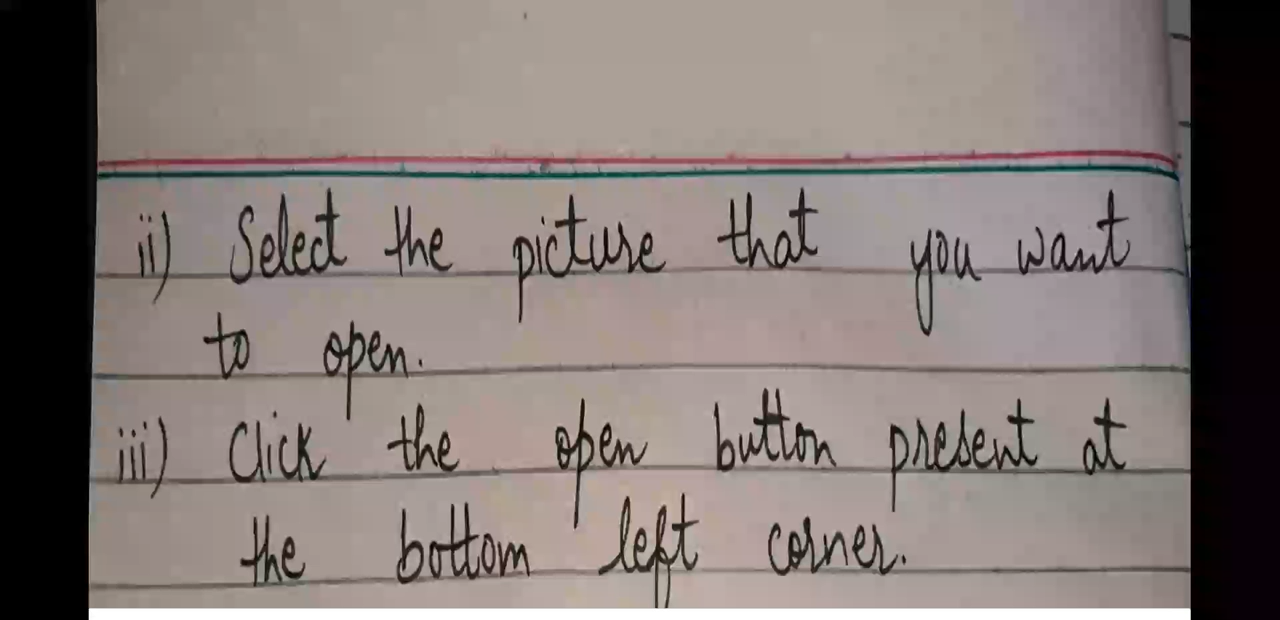 ii) Select the picture that you want
to open.
iii) Click the open button present at
the bottom left corner.